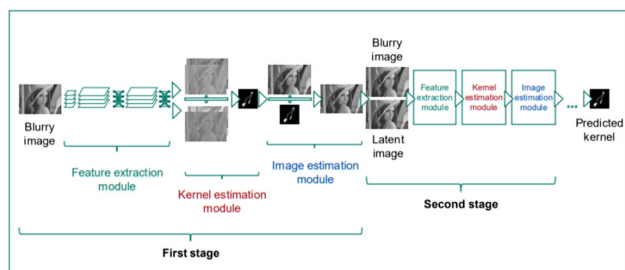 Blurry
image
Feature extraction
module
Kernel estimation
module
Image estimation
module
First stage
Blurry
image
Latent
image
Feature
extraction
module
Kernel
estimation
module
Image
estimation
module
Second stage
...
Predicted
kernel